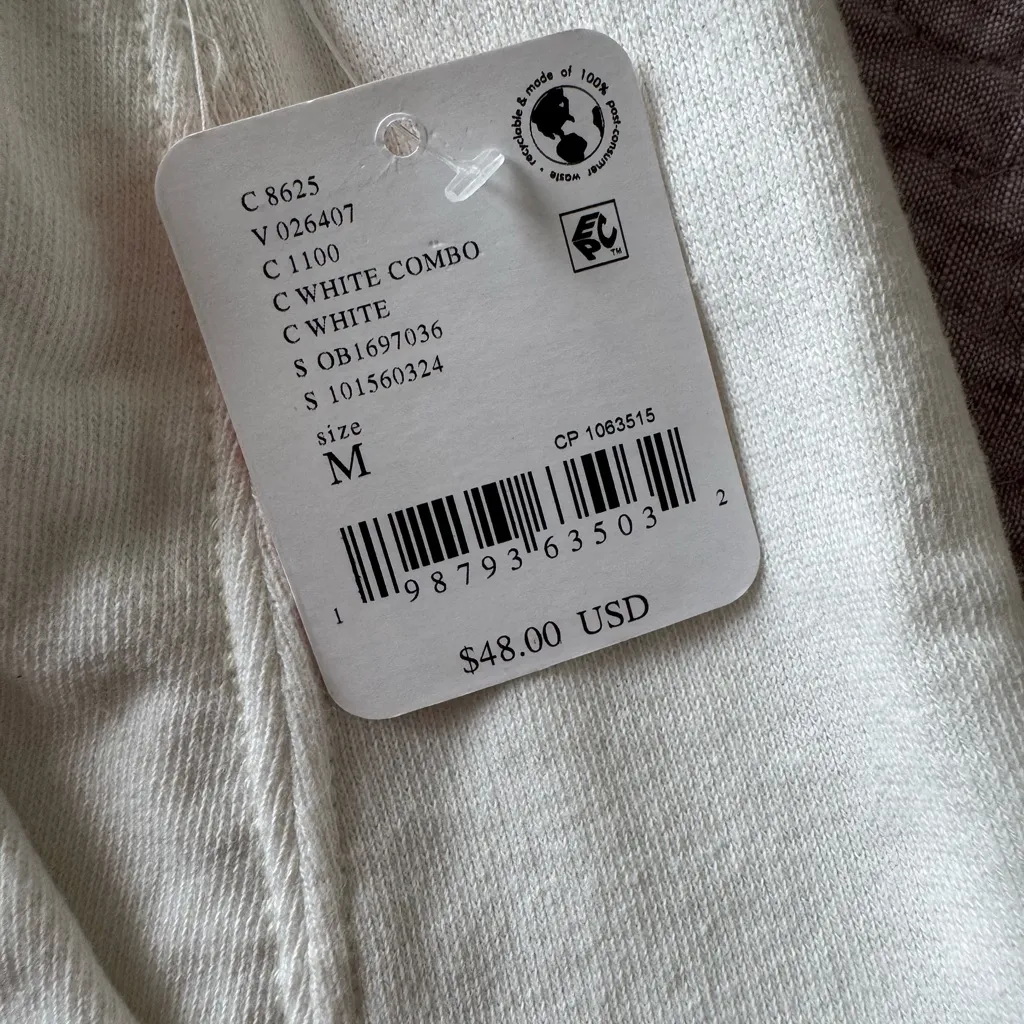 recyclable & made of 100% post-consumer waste •
EPC™
C 8625
V 026407
C 1100
C WHITE COMBO
C WHITE
S OB1697036
S 101560324
size
M
CP 1063515
1 98793 63503 2
$48.00 USD